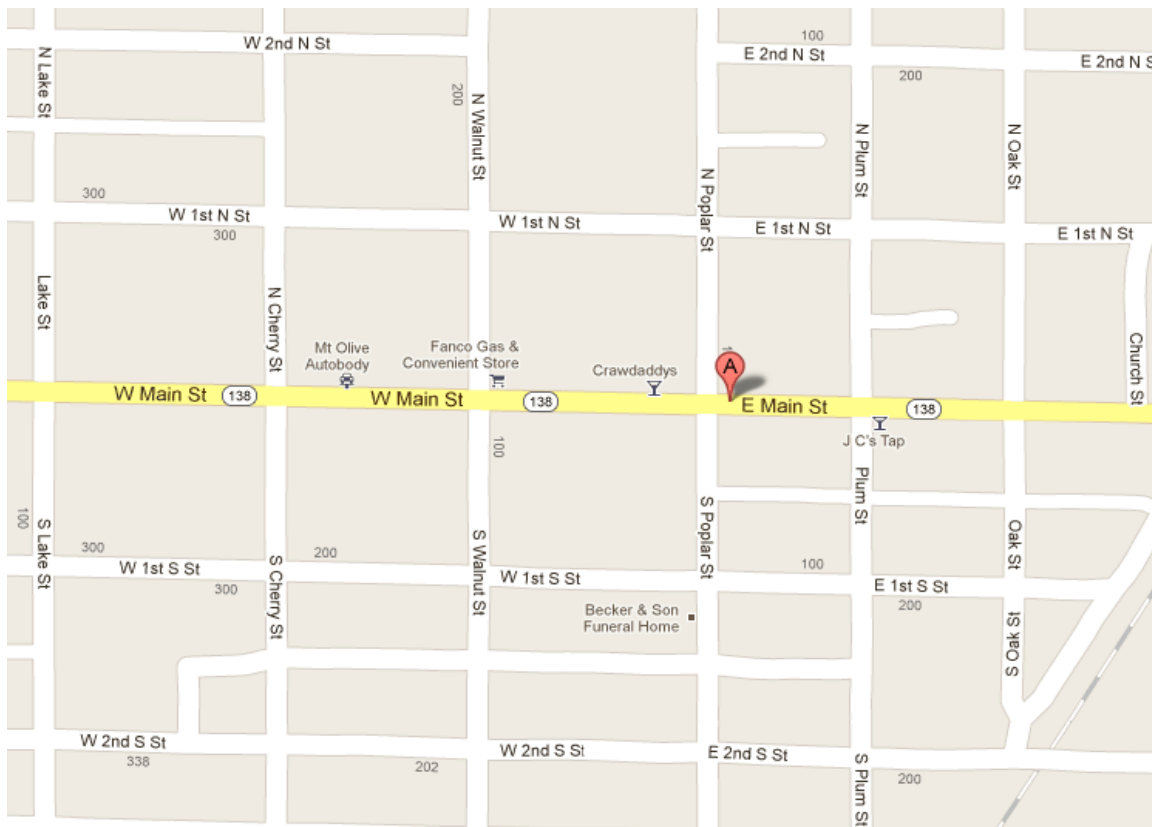 100
W 2nd N St
E 2nd N St
E 2nd N S
200
N Lake St
200
N Walnut St
N Plum St
N Oak St
N Poplar St
300
W 1st N St
300
W 1st N St
E 1st N St
E 1st N St
Lake St
N Cherry St
Church St
Mt Olive
Autobody
Fanco Gas &
Convenient Store
Crawdaddys
A
W Main St
138
W Main St
138
E Main St
138
J C's Tap
100
Plum St
100
S Lake St
S Poplar St
Oak St
300
200
S Walnut St
100
W 1st S St
300
S Cherry St
W 1st S St
E 1st S St
200
Becker & Son
Funeral Home
S Oak St
W 2nd S St
338
202
W 2nd S St
E 2nd S St
S Plum St
200